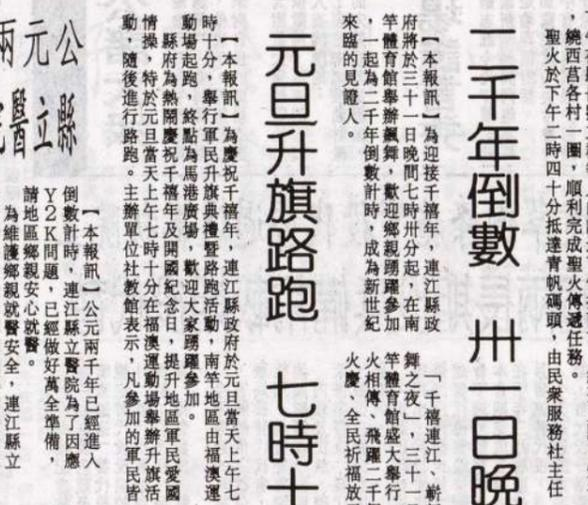 ，繞西莒各村一圈，順利完成聖火傳遞任務。
聖火於下午二時四十分抵達青帆碼頭，由民衆服務社主任
二千年倒數　卅一日晚
【本報訊】為迎接千禧年，連江縣政
府將於三十一日晚間七時卅分起，在南
竿體育館舉辦飆舞，歡迎鄉親踴躍參加
，一起為二千年倒數計時，成為新世紀
來臨的見證人。
「千禧連江、嶄
舞之夜」，三十一
竿體育館盛大舉行
火相傳、飛躍二千
火慶、全民祈福放
元旦升旗路跑　七時十
【本報訊】為慶祝千禧年，連江縣政府於元旦當天上午七
時十分，舉行軍民升旗典禮暨路跑活動，南竿地區由福澳運
動場起跑，終點為馬港廣場，歡迎大家踴躍參加。
縣府為熱鬧慶祝千禧年及開國紀念日，提升地區軍民愛國
情操，特於元旦當天上午七時十分在福澳運動場舉辦升旗活
動，隨後進行路跑。主辦單位社教館表示，凡參加的軍民皆
公元兩
縣立醫院
【本報訊】公元兩千年已經進入
倒數計時，連江縣立醫院為了因應
Y2K問題，已經做好萬全準備，
請地區鄉親安心就醫。
為維護鄉親就醫安全，連江縣立